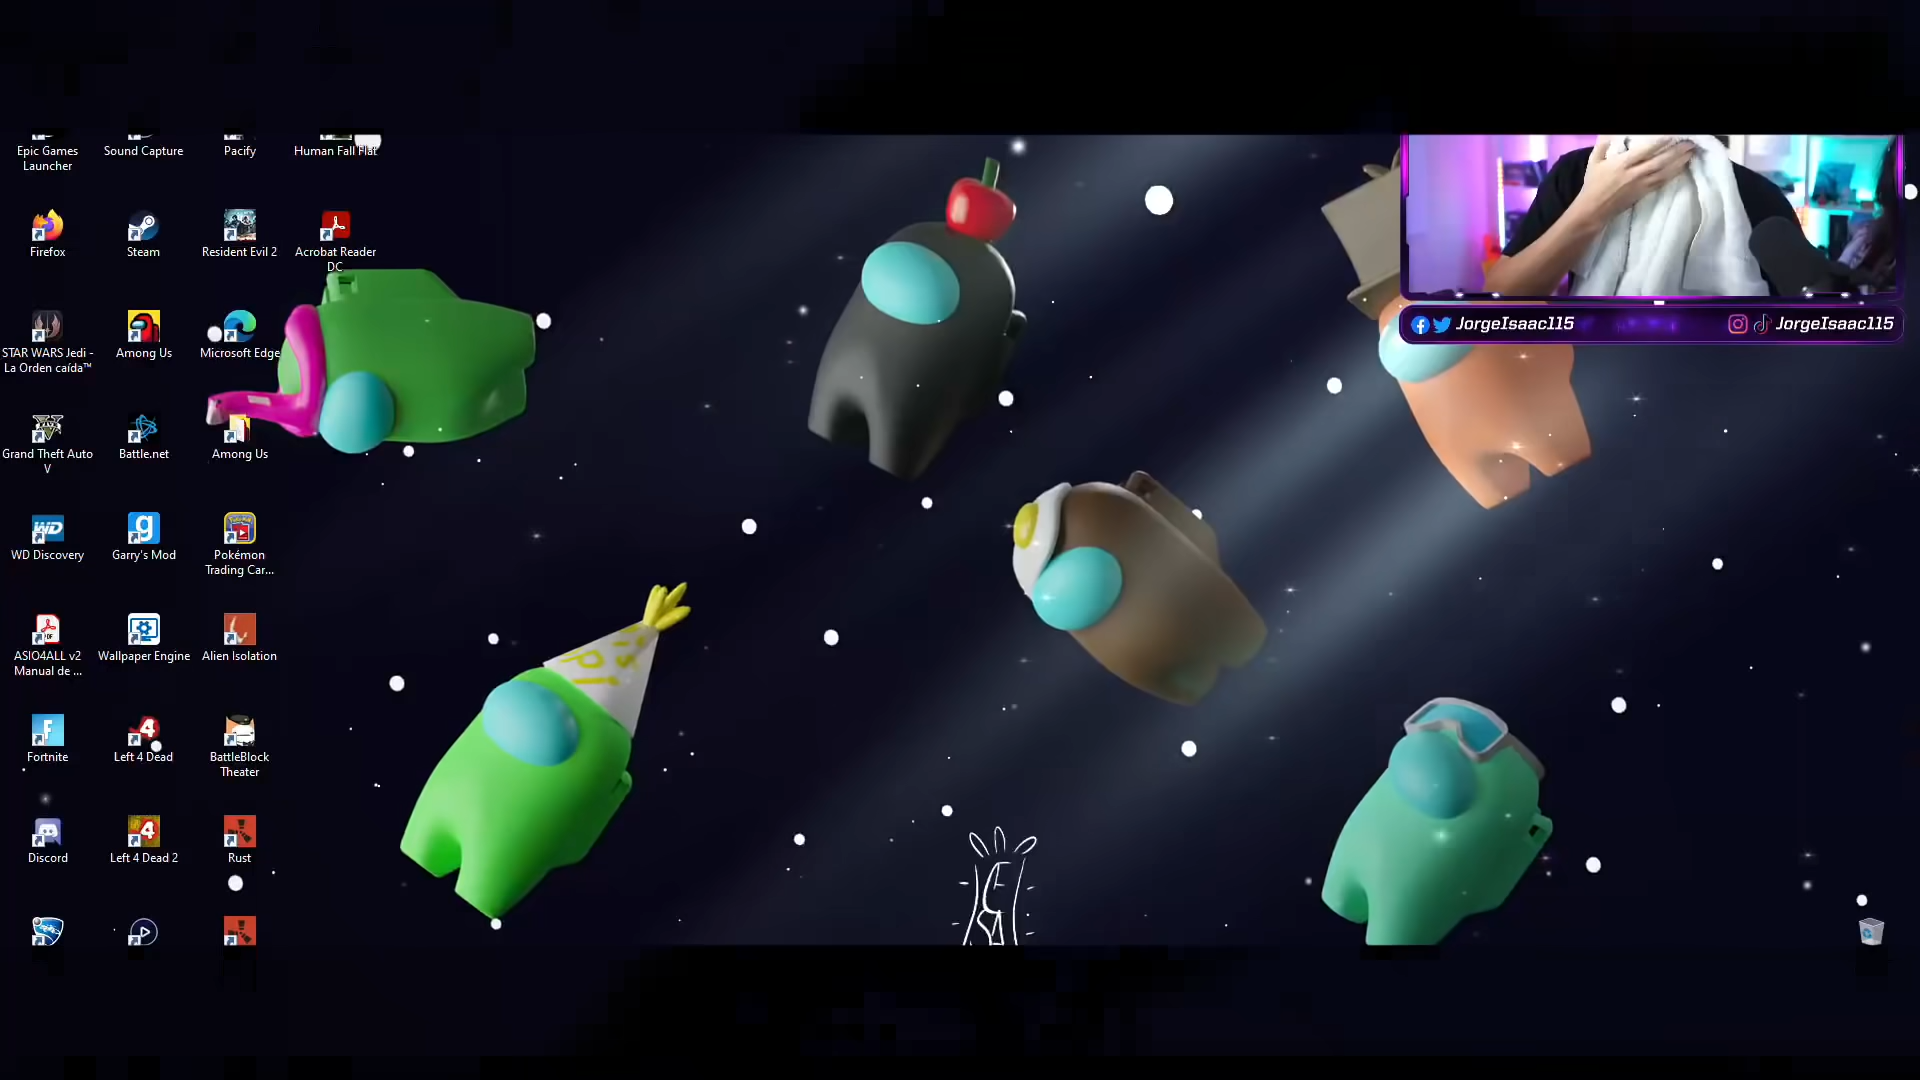 Epic Games
Launcher
Sound Capture
Pacify
Human Fall Flat
Firefox
Steam
Resident Evil 2
Acrobat Reader
DC
STAR WARS Jedi -
La Orden caída™
Among Us
Microsoft Edge
Grand Theft Auto
V
Battle.net
Among Us
WD Discovery
Garry's Mod
Pokémon
Trading Car...
ASIO4ALL v2
Manual de ...
Wallpaper Engine
Alien Isolation
Fortnite
Left 4 Dead
BattleBlock
Theater
Discord
Left 4 Dead 2
Rust
JorgeIsaac115
JorgeIsaac115